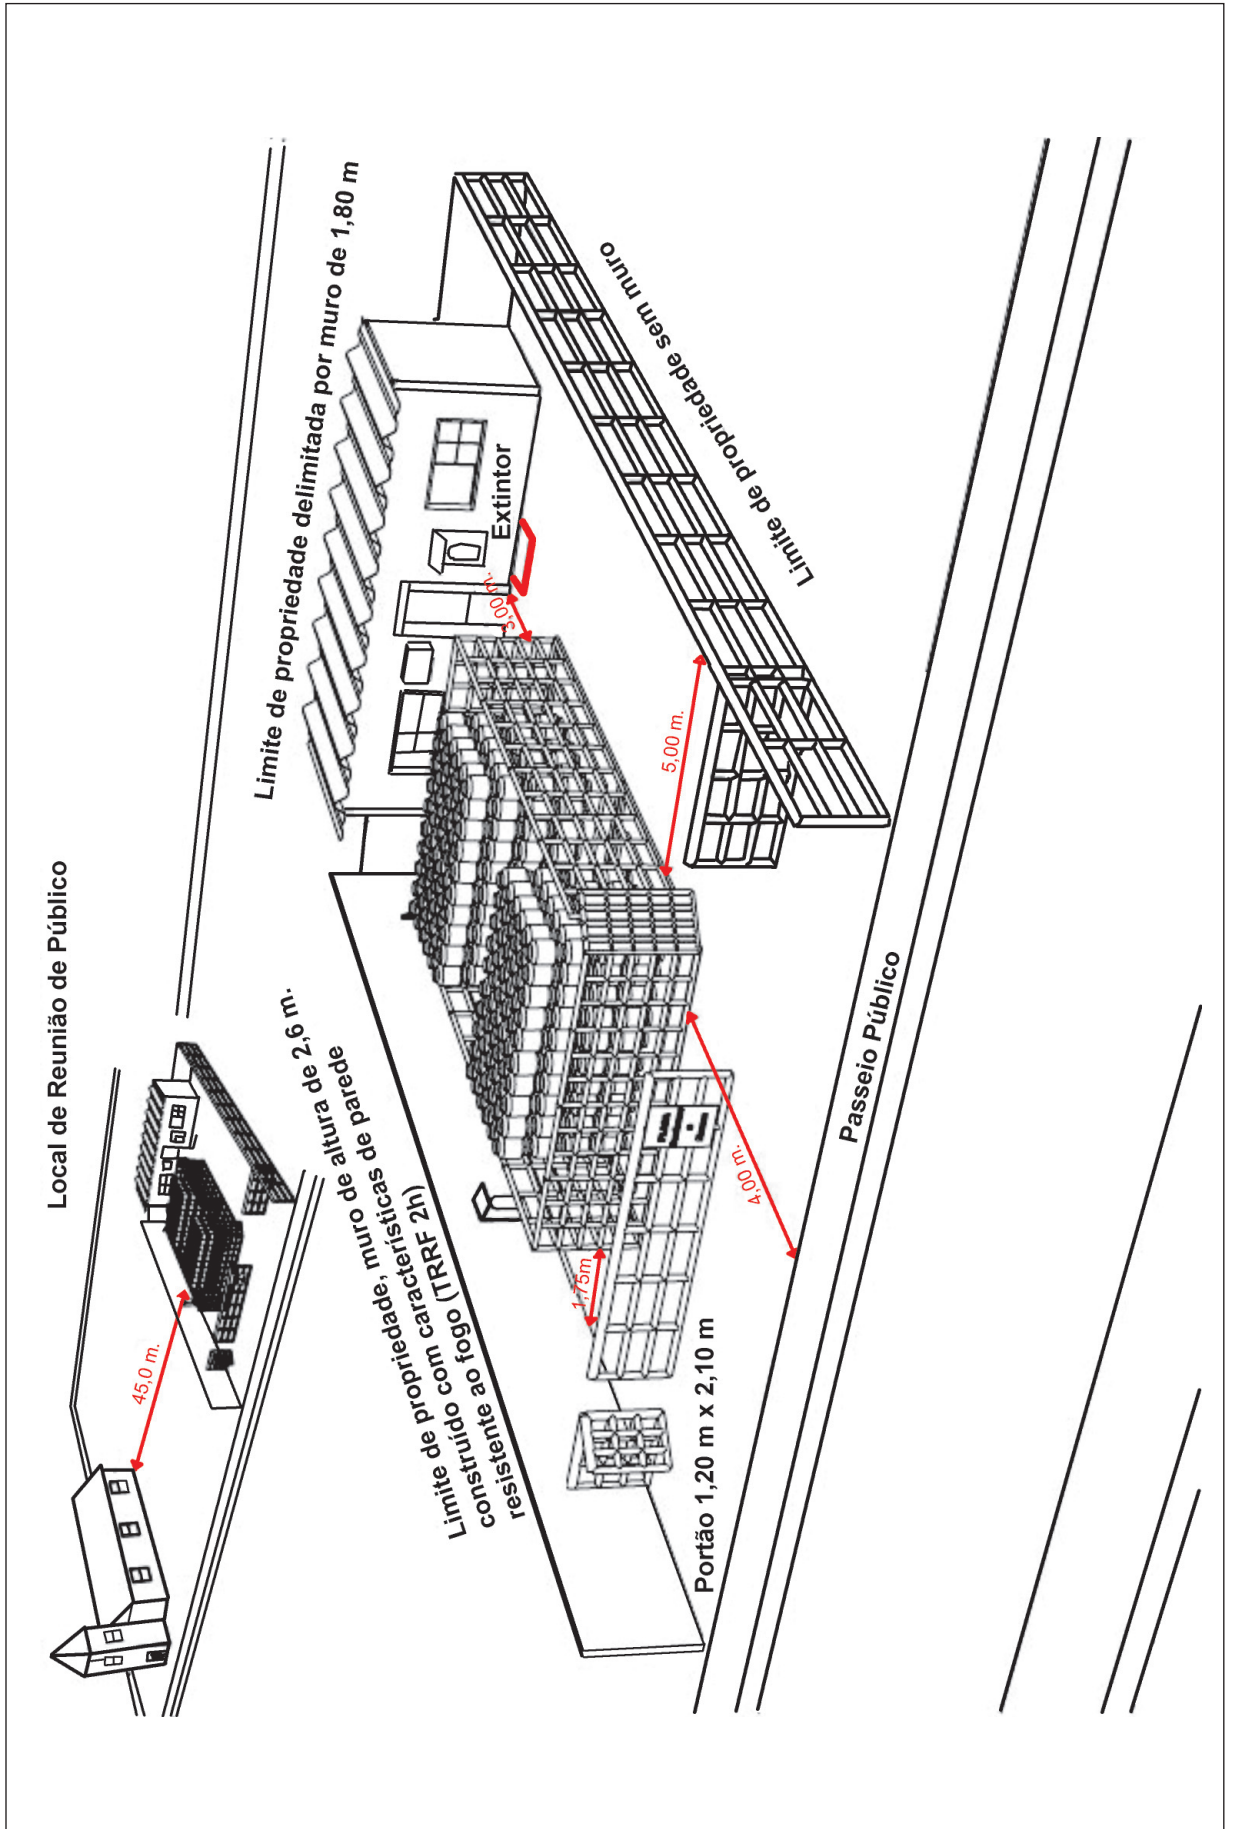 Local de Reunião de Público
45,0 m.
Limite de propriedade delimitada por muro de 1,80 m
Limite de propriedade, muro de altura de 2,6 m.
construído com características de parede
resistente ao fogo (TRRF 2h)
Extintor
3,00 m.
Limite de propriedade sem muro
5,00 m.
1,75m
4,00 m.
Portão 1,20 m x 2,10 m
Passeio Público